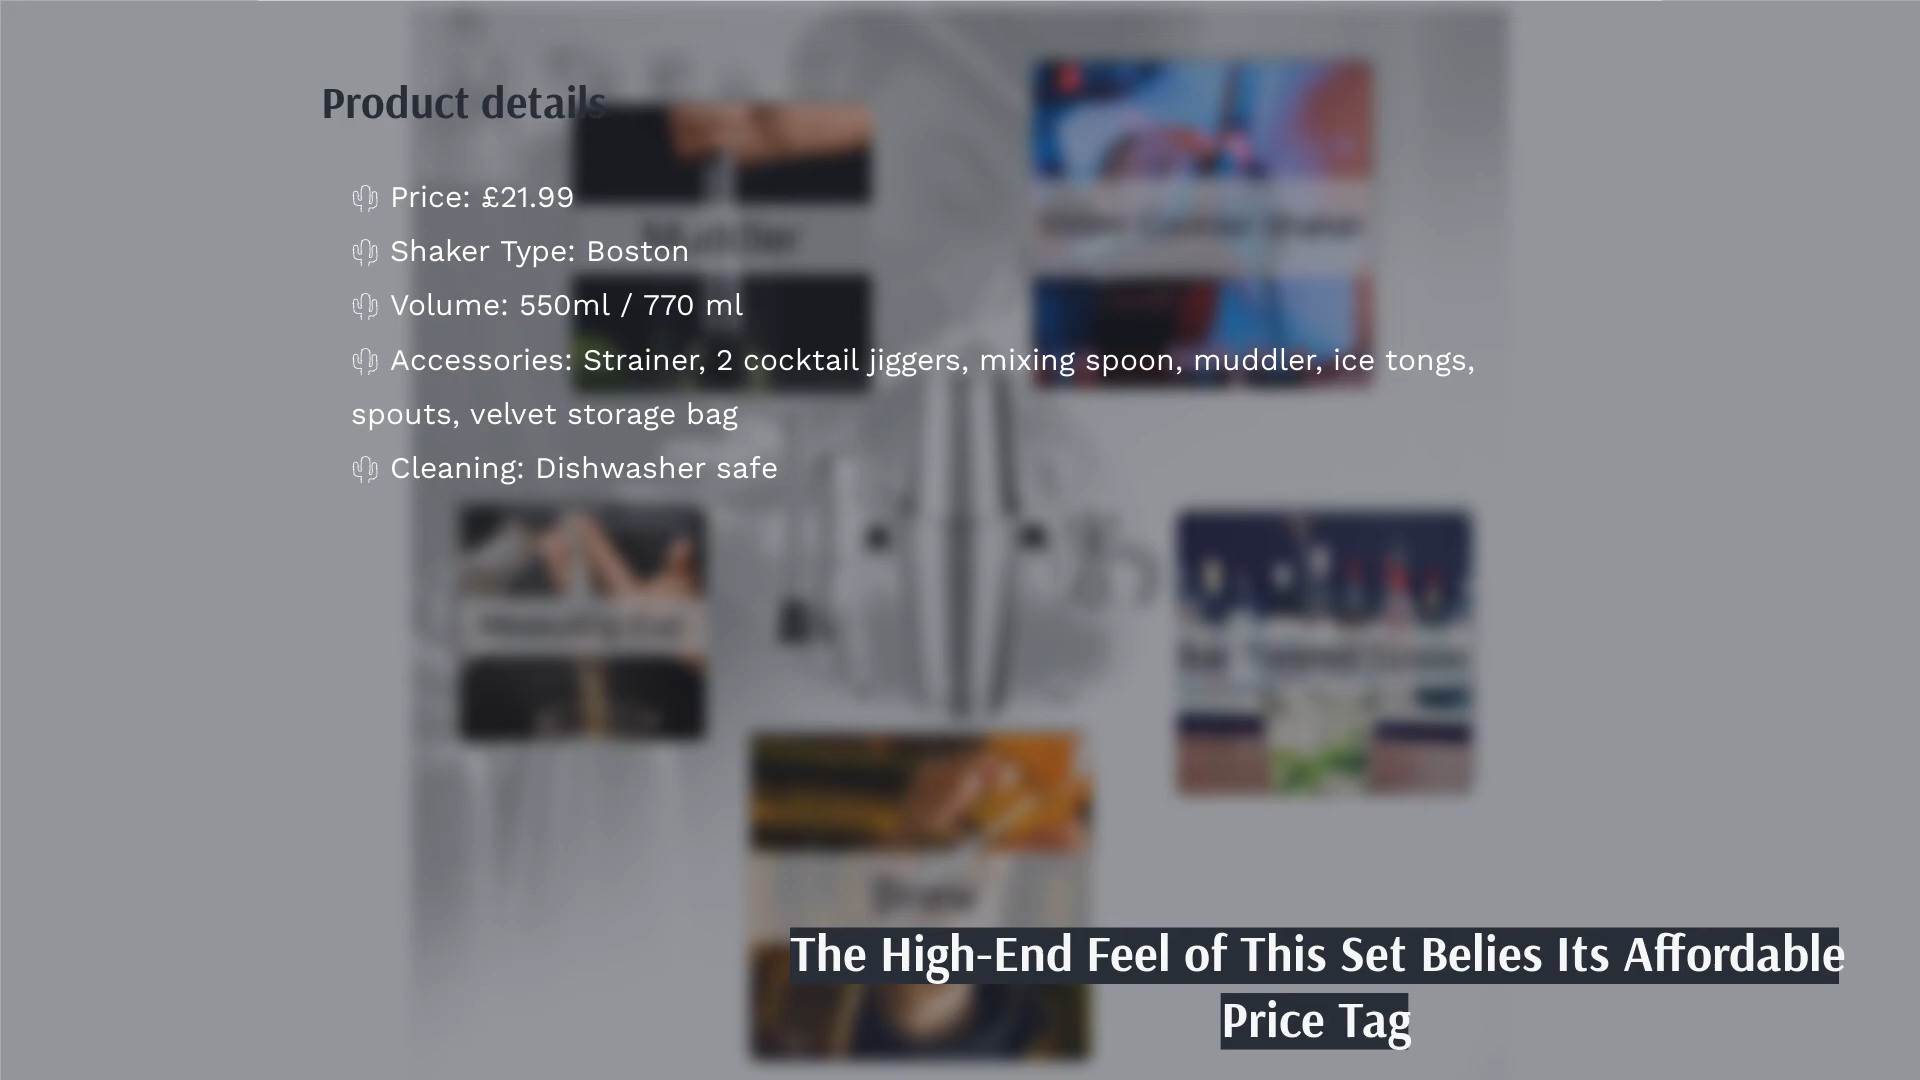 Product details
Price: £21.99
Shaker Type: Boston
Volume: 550ml / 770 ml
Accessories: Strainer, 2 cocktail jiggers, mixing spoon, muddler, ice tongs,
spouts, velvet storage bag
Cleaning: Dishwasher safe
Muddler
Draw
The High-End Feel of This Set Belies Its Affordable
Price Tag